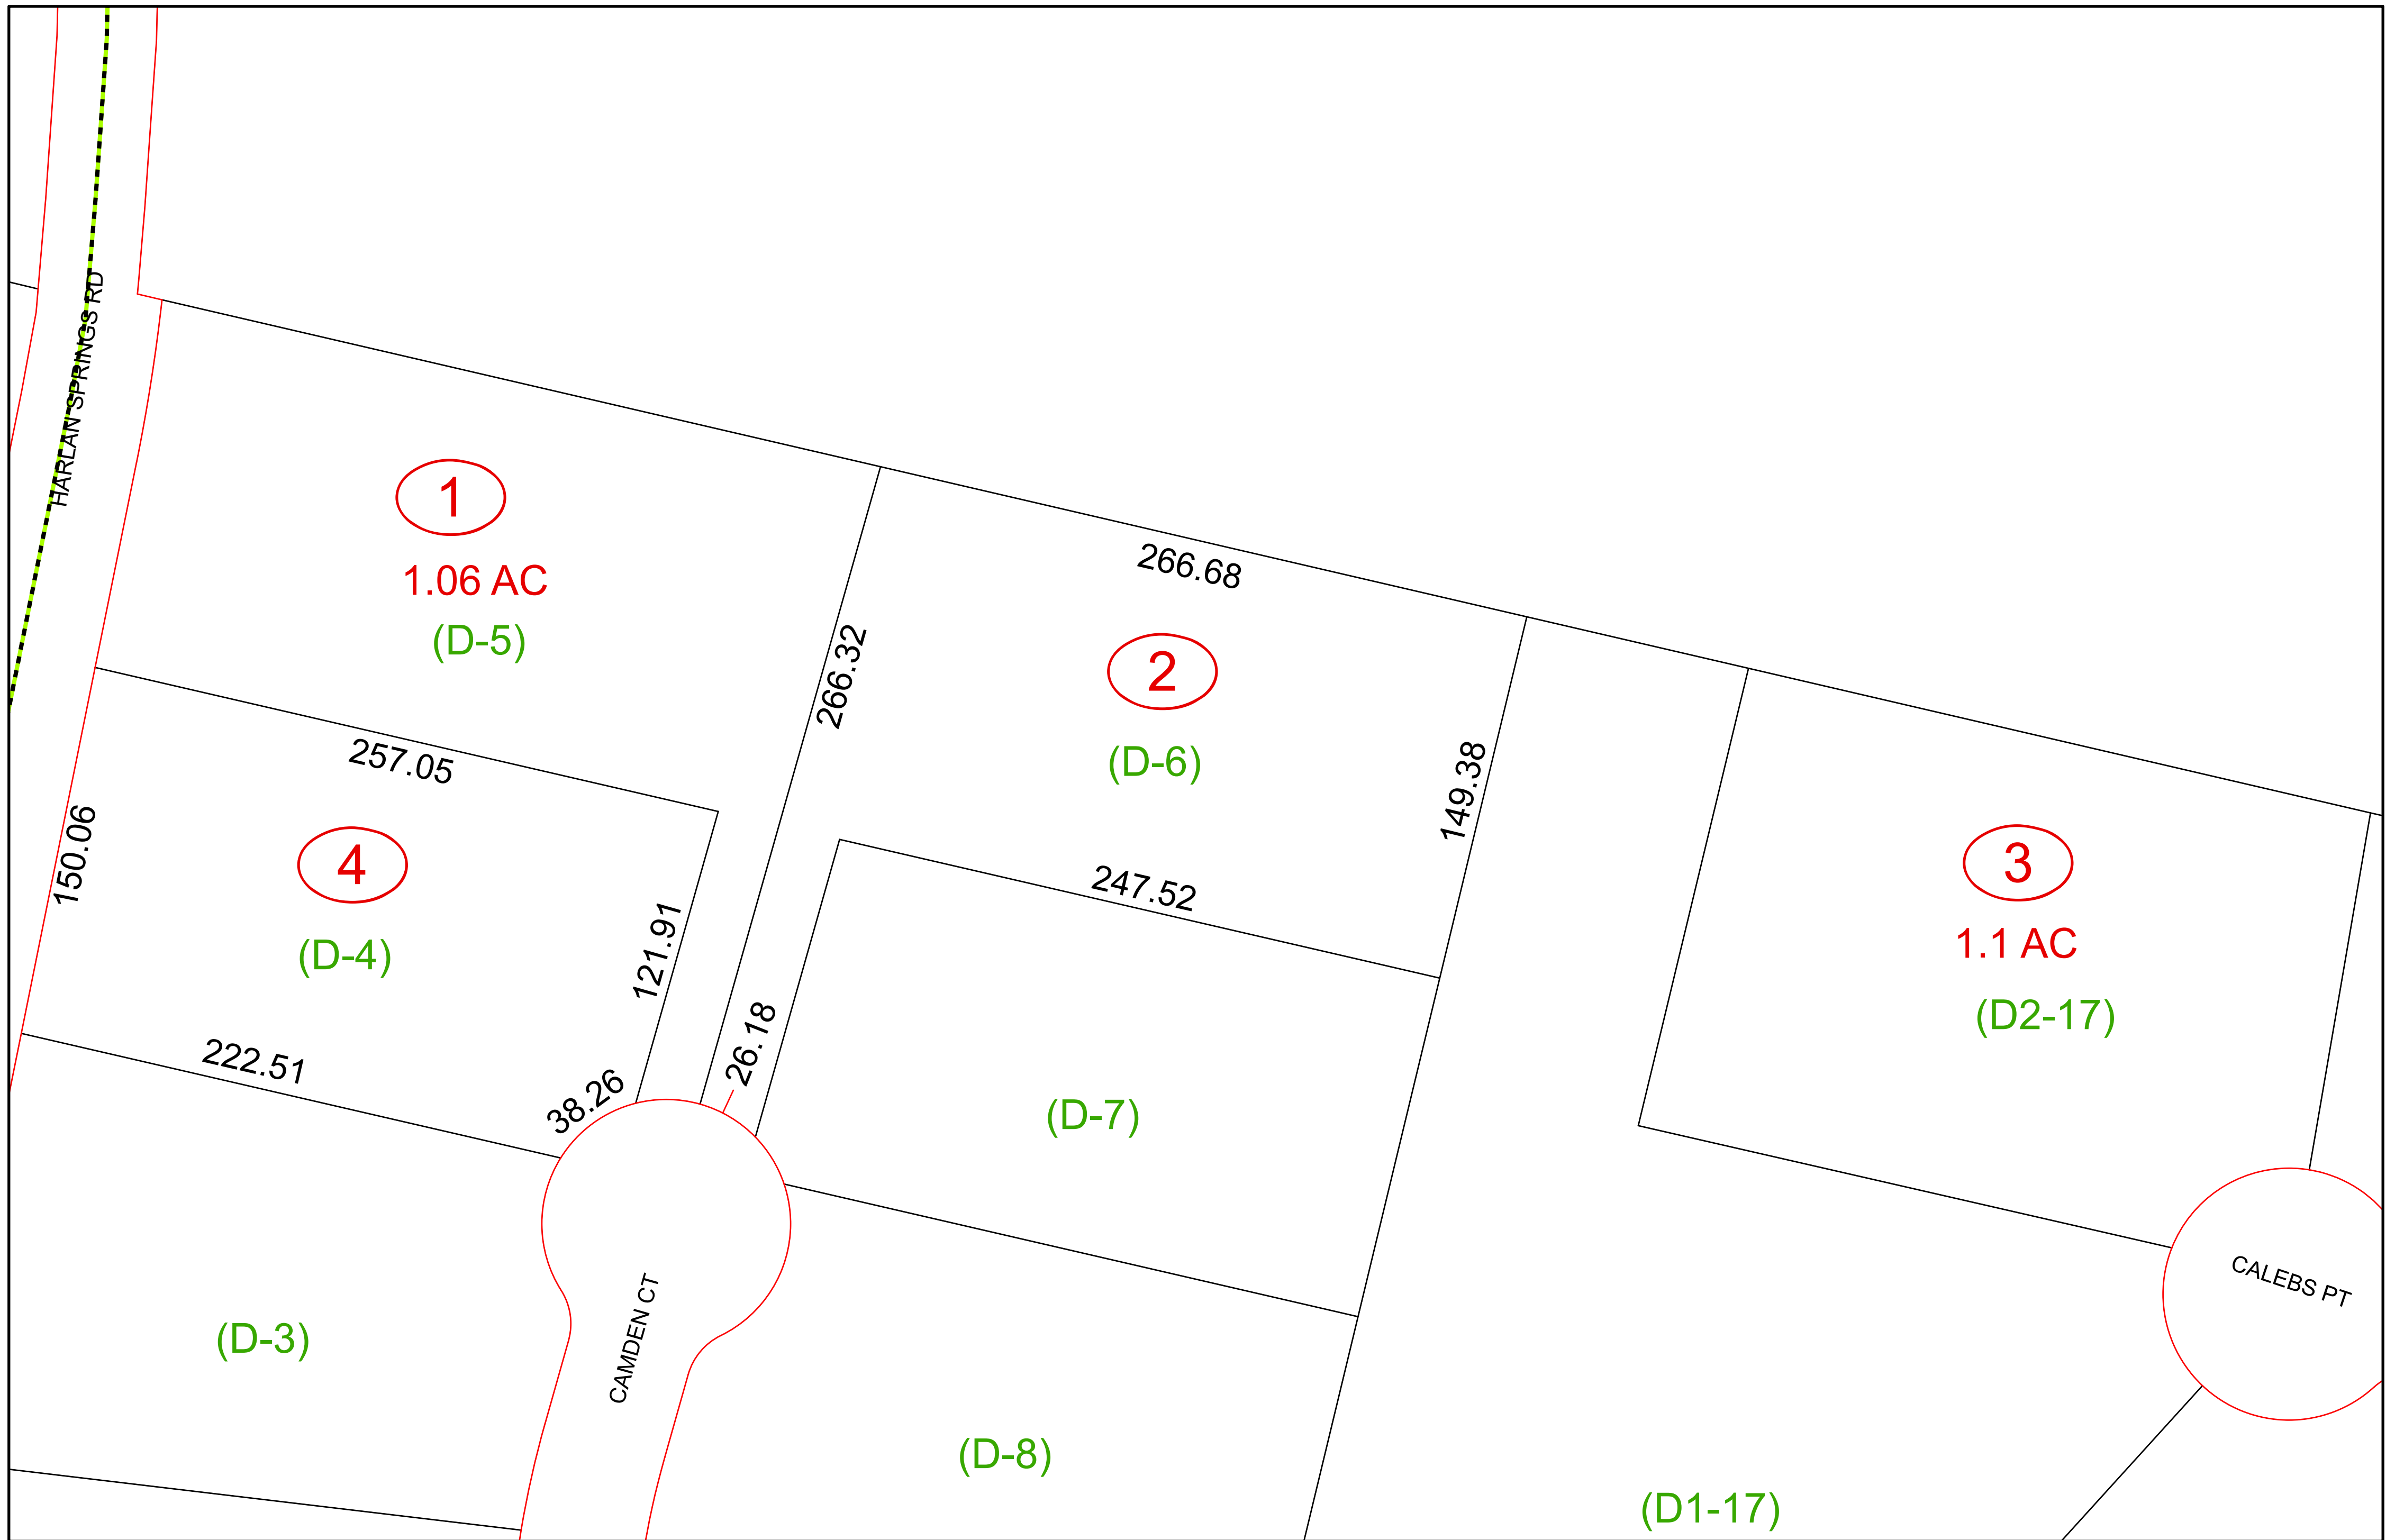 HARLAN SPRINGS RD
1
1.06 AC
(D-5)
266.68
266.32
2
(D-6)
149.38
257.05
150.06
4
(D-4)
121.91
247.52
3
1.1 AC
(D2-17)
26.18
222.51
38.26
(D-7)
CALEBS PT
(D-3)
CAMDEN CT
(D-8)
(D1-17)